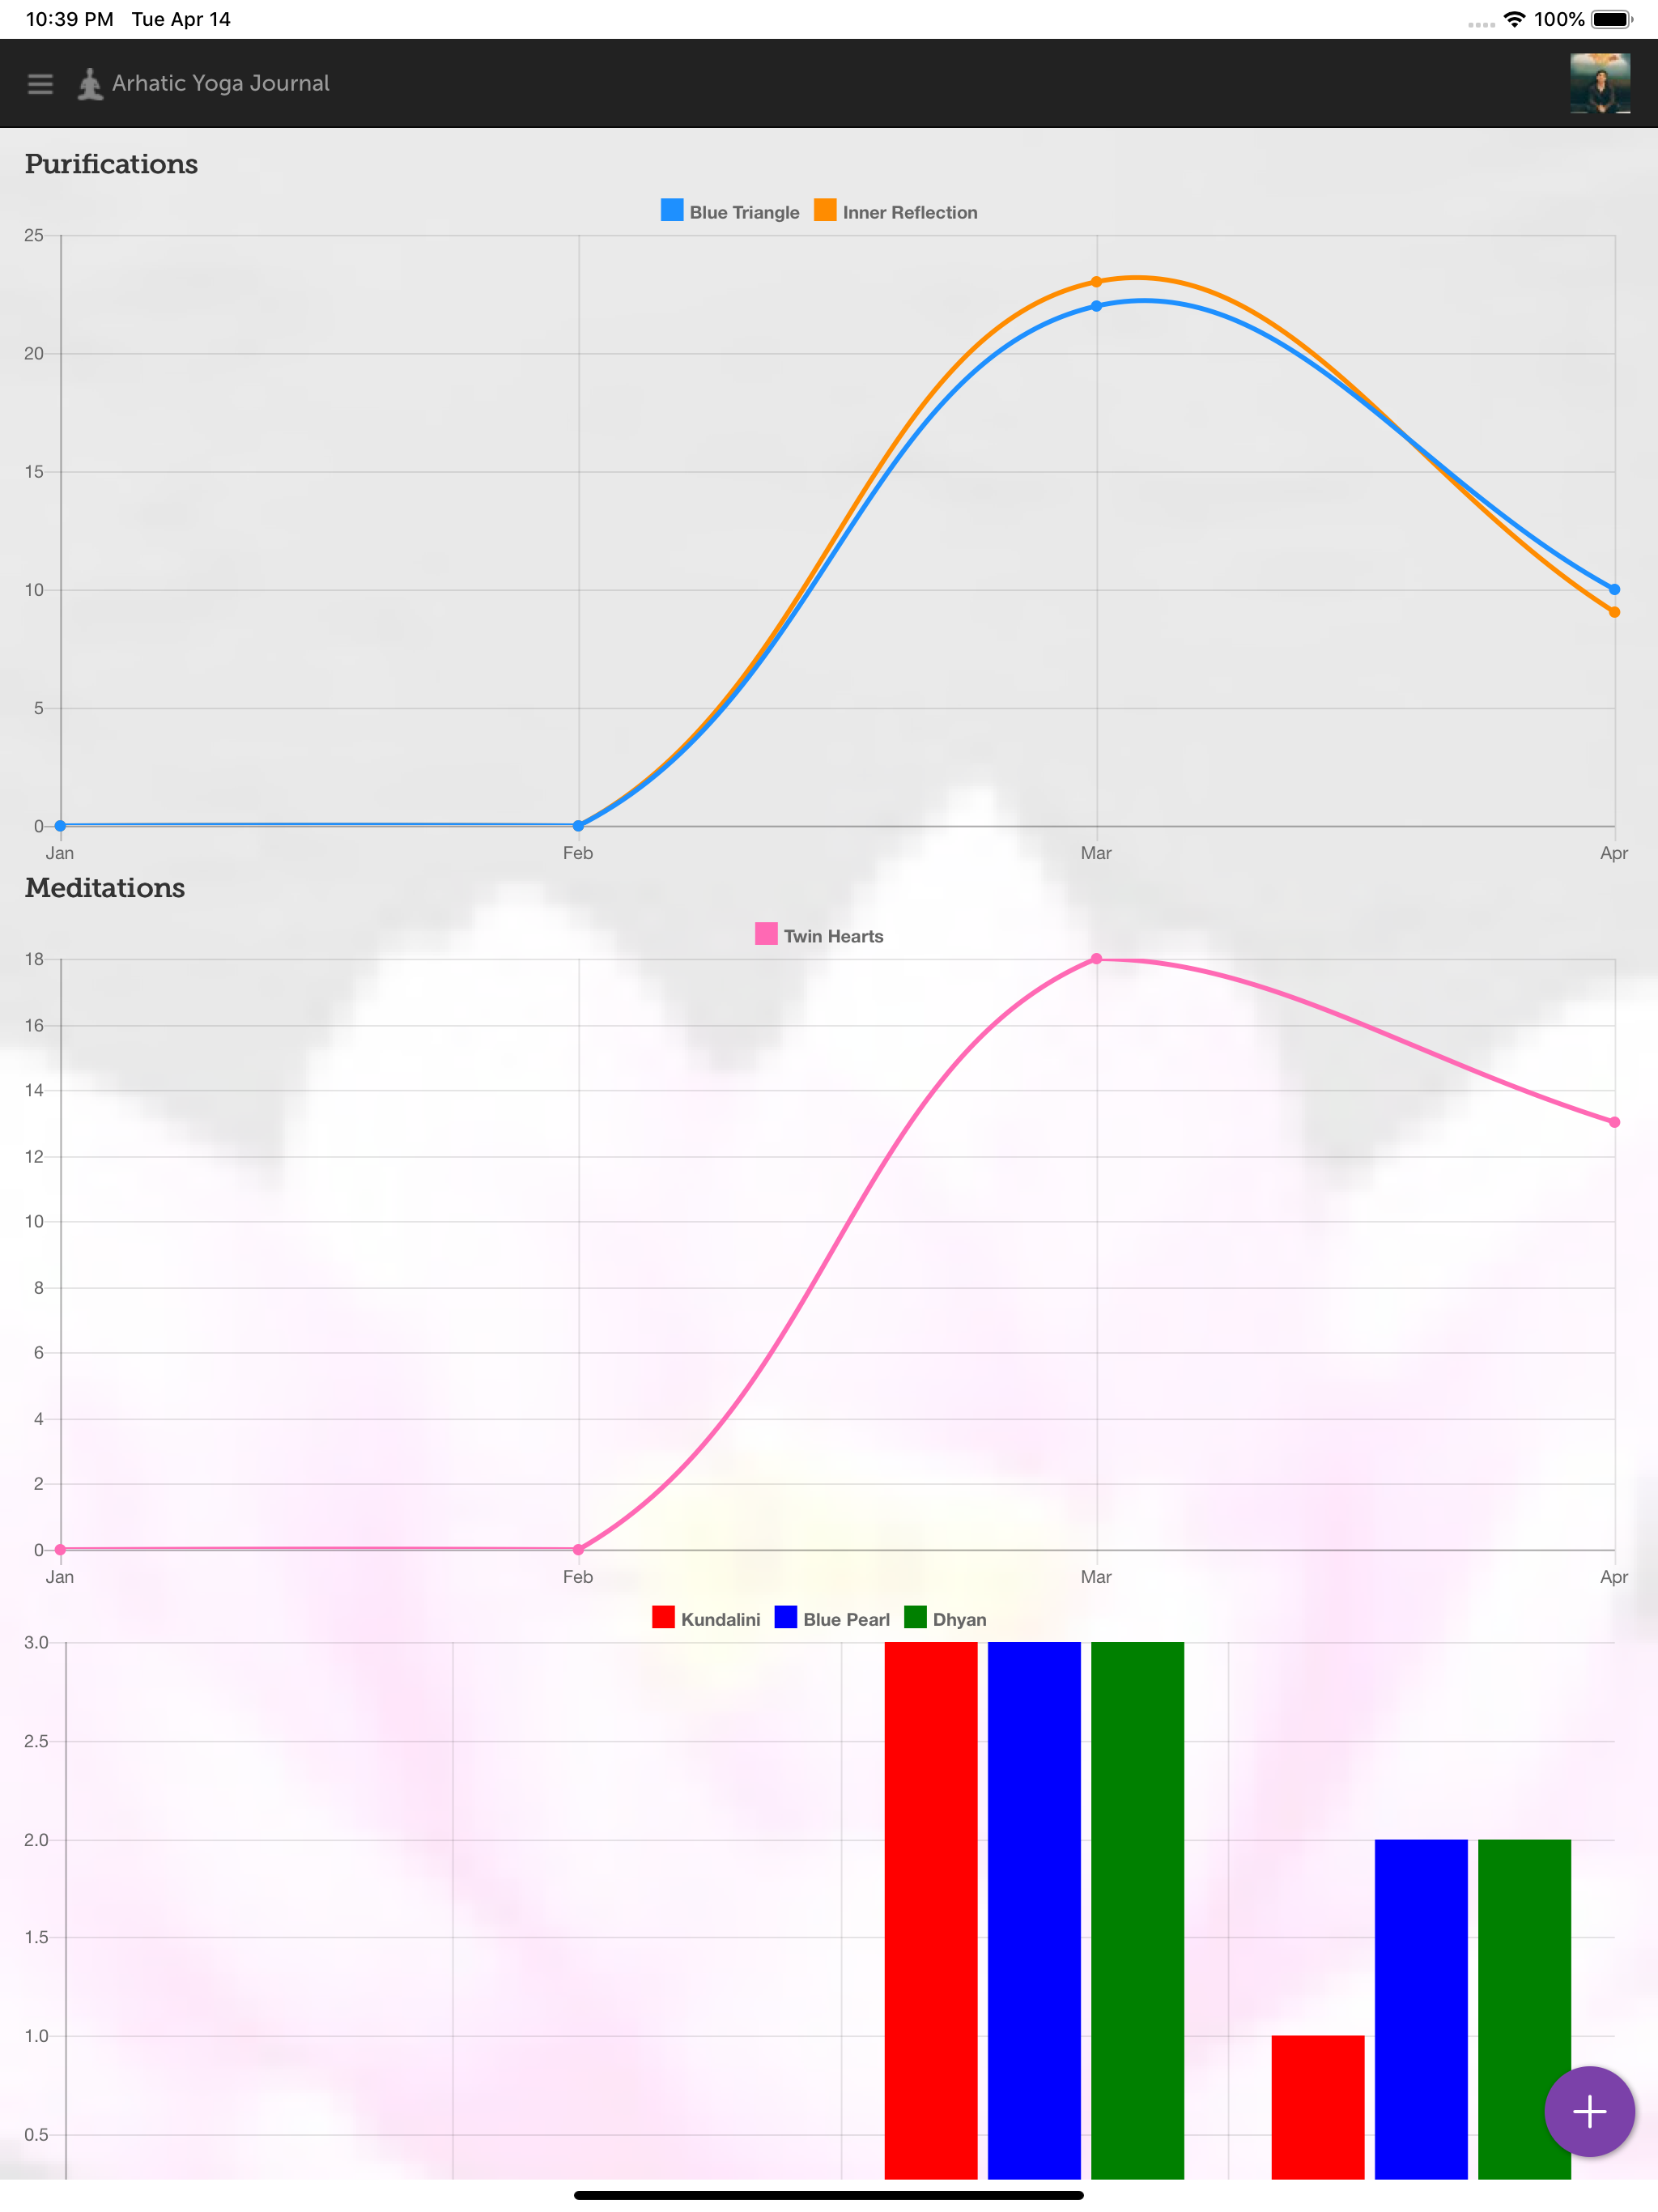 10:39 PM Tue Apr 14 100%
Arhatic Yoga Journal
Purifications
Blue Triangle Inner Reflection
25
20
15
10
5
0
Jan Feb Mar Apr
Meditations
Twin Hearts
18
16
14
12
10
8
6
4
2
0
Jan Feb Mar Apr
Kundalini Blue Pearl Dhyan
3.0
2.5
2.0
1.5
1.0
0.5